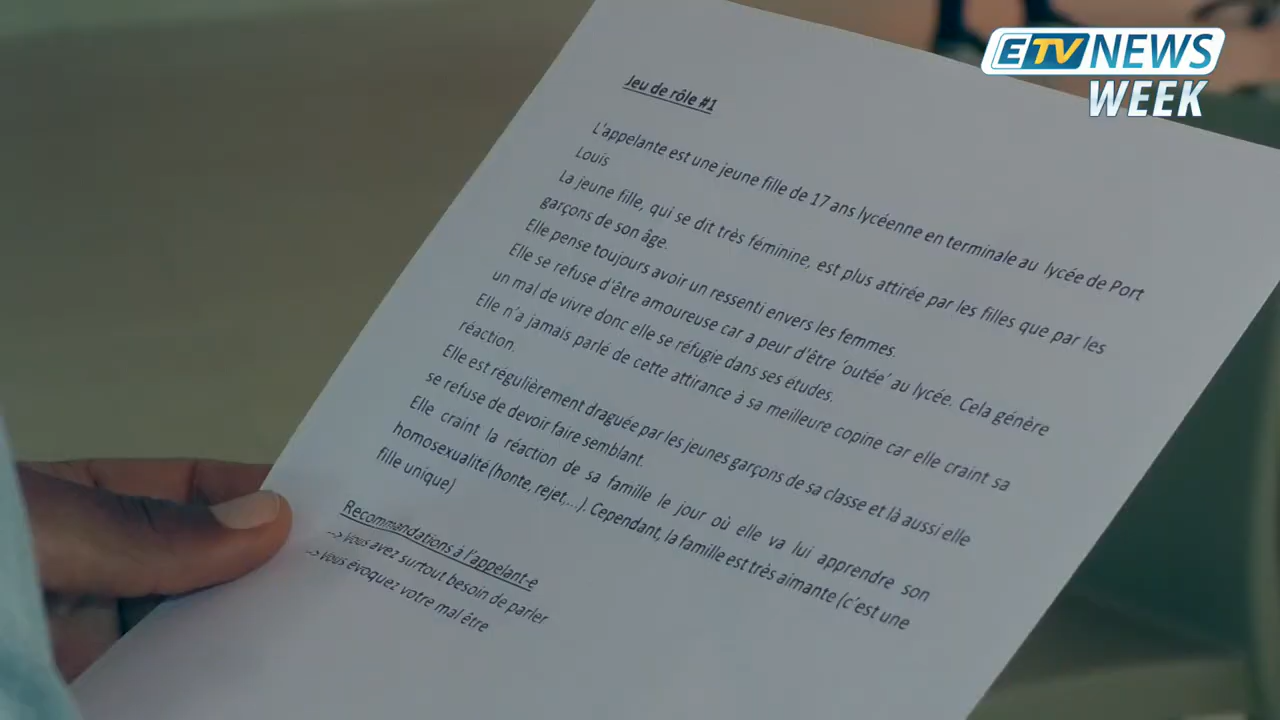 ETV NEWS
WEEK
Jeu de rôle #1
L'appelante est une jeune fille de 17 ans lycéenne en terminale au lycée de Port
Louis
La jeune fille, qui se dit très féminine, est plus attirée par les filles que par les
garçons de son âge.
Elle pense toujours avoir un ressenti envers les femmes.
Elle se refuse d'être amoureuse car a peur d'être 'outée' au lycée. Cela génère
un mal de vivre donc elle se réfugie dans ses études.
Elle n'a jamais parlé de cette attirance à sa meilleure copine car elle craint sa
réaction.
Elle est régulièrement draguée par les jeunes garçons de sa classe et là aussi elle
se refuse de devoir faire semblant.
Elle craint la réaction de sa famille le jour où elle va lui apprendre son
homosexualité (honte, rejet,...). Cependant, la famille est très aimante (c'est une
fille unique)
Recommandations à l'appelant-e
--> vous avez surtout besoin de parler
--> vous évoquez votre mal être